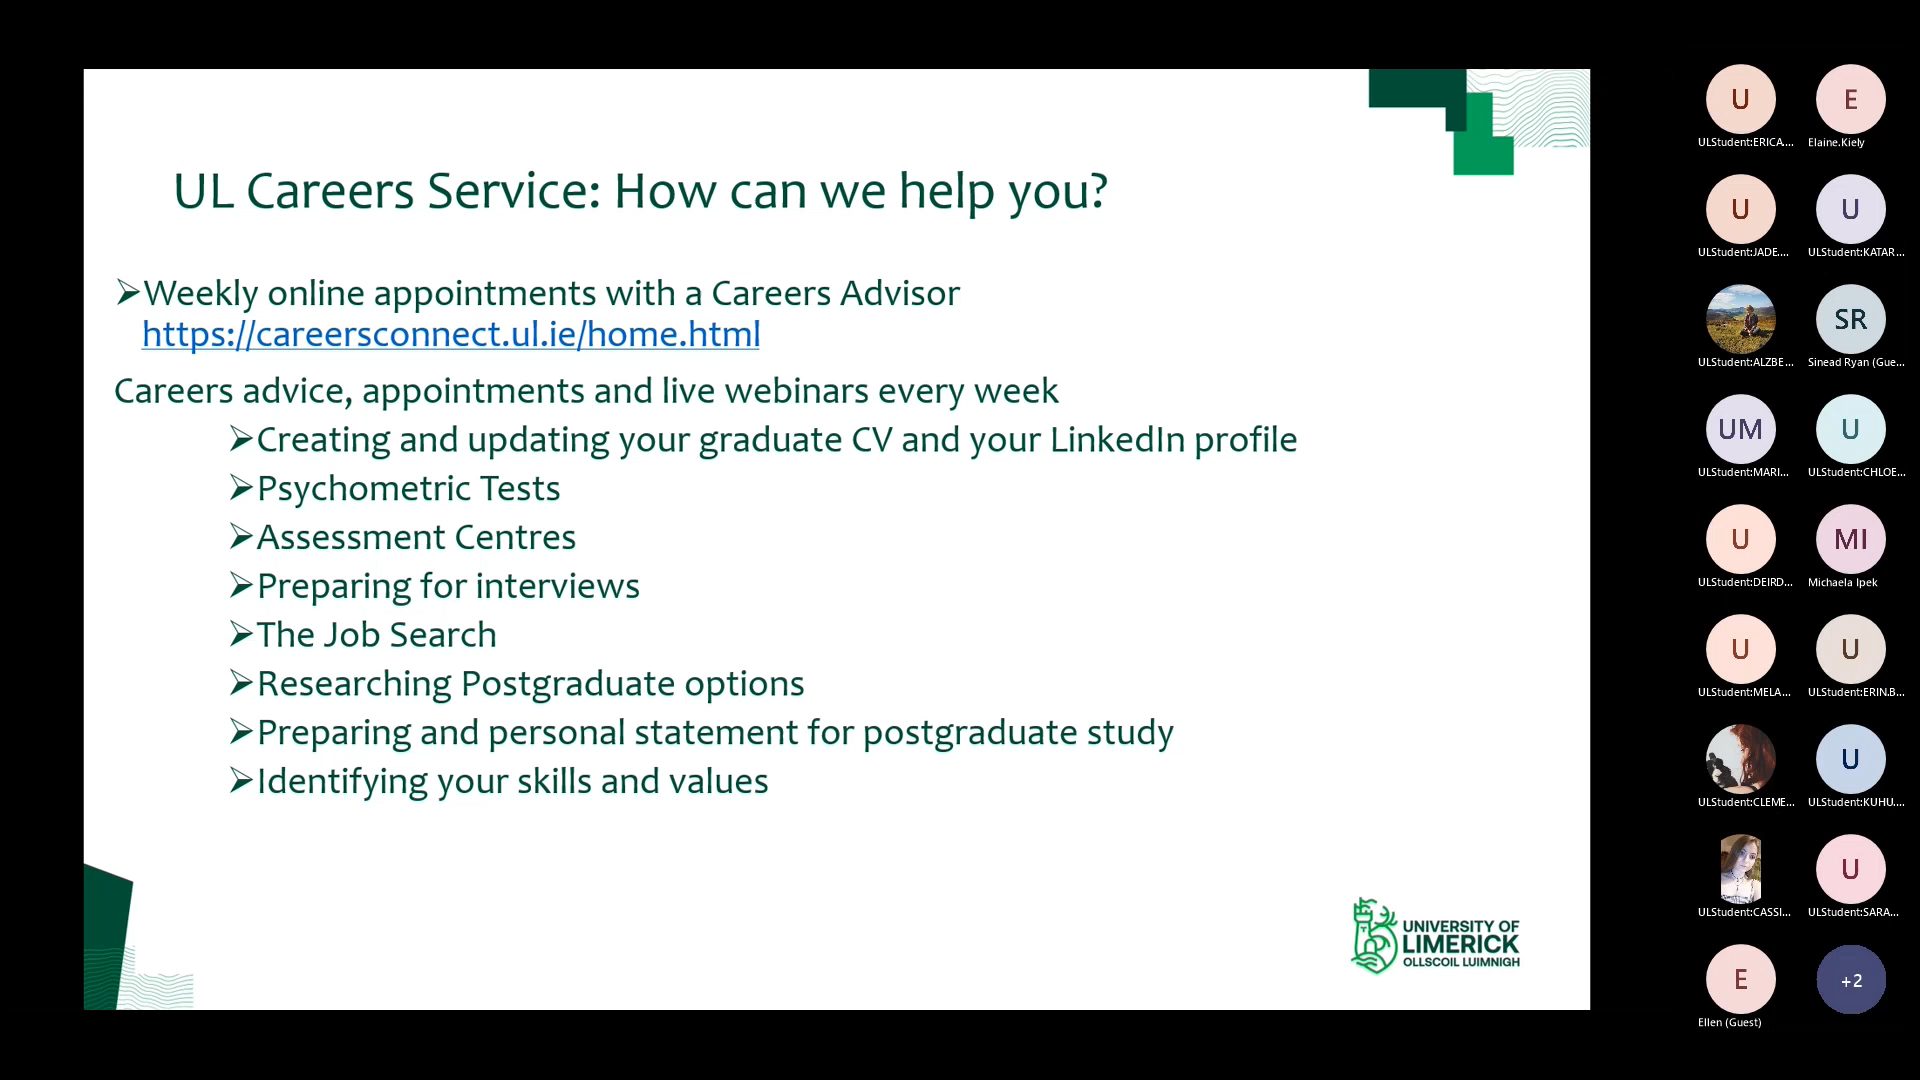 UL Careers Service: How can we help you?
➢Weekly online appointments with a Careers Advisor
https://careersconnect.ul.ie/home.html
Careers advice, appointments and live webinars every week
➢Creating and updating your graduate CV and your LinkedIn profile
➢Psychometric Tests
➢Assessment Centres
➢Preparing for interviews
➢The Job Search
➢Researching Postgraduate options
➢Preparing and personal statement for postgraduate study
➢Identifying your skills and values
UNIVERSITY OF
LIMERICK
OLLSCOIL LUIMNIGH
U E
ULStudent:ERICA.... Elaine.Kiely
U U
ULStudent:JADE.... ULStudent:KATAR...
SR
ULStudent:ALZBE... Sinead Ryan (Gue...
UM U
ULStudent:MARI... ULStudent:CHLOE...
U MI
ULStudent:DEIRD... Michaela Ipek
U U
ULStudent:MELA... ULStudent:ERIN.B...
U
ULStudent:CLEME... ULStudent:KUHU....
U
ULStudent:CASSI... ULStudent:SARA...
E +2
Ellen (Guest)